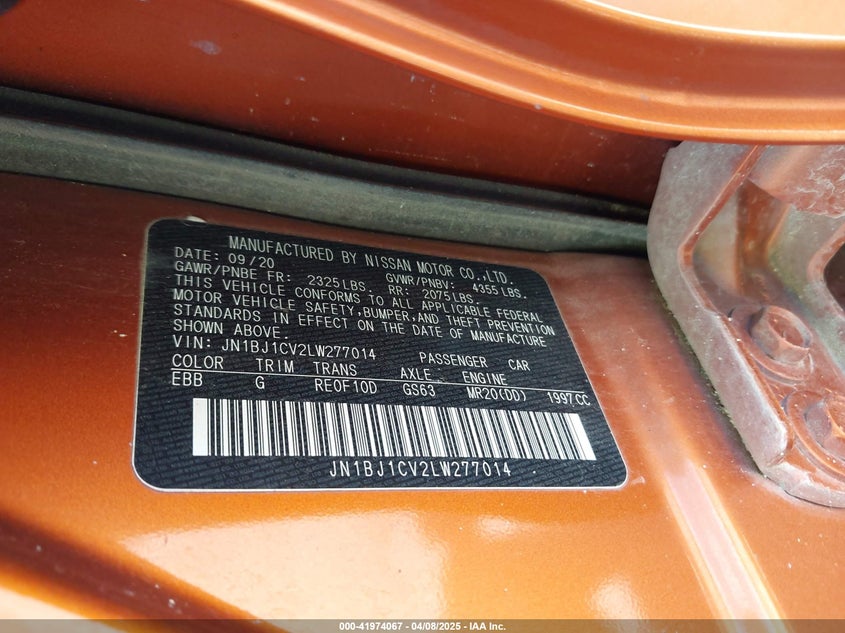 MANUFACTURED BY NISSAN MOTOR CO.,LTD.
DATE: 09/20 GVWR/PNBV: 4355LBS.
GAWR/PNBE FR: 2325LBS. RR: 2075LBS.
THIS VEHICLE CONFORMS TO ALL APPLICABLE FEDERAL
MOTOR VEHICLE SAFETY,BUMPER,AND THEFT PREVENTION
STANDARDS IN EFFECT ON THE DATE OF MANUFACTURE
SHOWN ABOVE.
VIN: JN1BJ1CV2LW277014 PASSENGER CAR
COLOR TRIM TRANS AXLE ENGINE
EBB G RE0F10D GS63 MR20(DD) 1997CC
JN1BJ1CV2LW277014
000-41974067 - 04/08/2025 - IAA Inc.